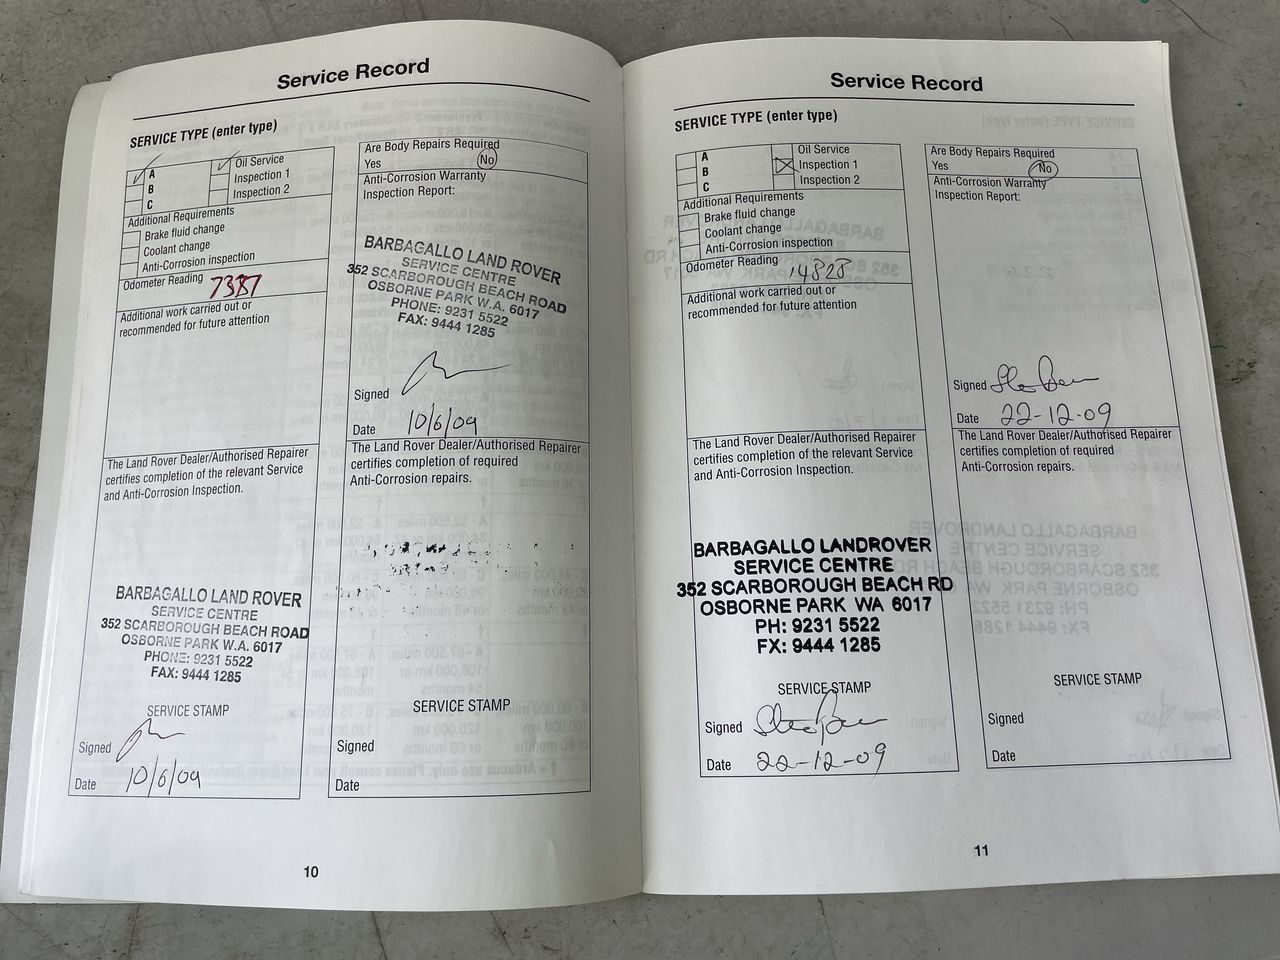 Service Record
SERVICE TYPE (enter type)
A
B
C
Oil Service
Inspection 1
Inspection 2
Additional Requirements
Brake fluid change
Coolant change
Anti-Corrosion inspection
Odometer Reading 7387
Additional work carried out or
recommended for future attention
The Land Rover Dealer/Authorised Repairer
certifies completion of the relevant Service
and Anti-Corrosion Inspection.
BARBAGALLO LAND ROVER
SERVICE CENTRE
352 SCARBOROUGH BEACH ROAD
OSBORNE PARK W.A. 6017
PHONE: 9231 5522
FAX: 9444 1285
SERVICE STAMP
Signed
Date 10/6/09
Are Body Repairs Required
Yes No
Anti-Corrosion Warranty
Inspection Report:
BARBAGALLO LAND ROVER
SERVICE CENTRE
352 SCARBOROUGH BEACH ROAD
OSBORNE PARK W.A. 6017
PHONE: 9231 5522
FAX: 9444 1285
Signed
Date 10/6/09
The Land Rover Dealer/Authorised Repairer
certifies completion of required
Anti-Corrosion repairs.
SERVICE STAMP
Signed
Date
10
Service Record
SERVICE TYPE (enter type)
A
B
C
Oil Service
Inspection 1
Inspection 2
Additional Requirements
Brake fluid change
Coolant change
Anti-Corrosion inspection
Odometer Reading 14828
Additional work carried out or
recommended for future attention
The Land Rover Dealer/Authorised Repairer
certifies completion of the relevant Service
and Anti-Corrosion Inspection.
BARBAGALLO LANDROVER
SERVICE CENTRE
352 SCARBOROUGH BEACH RD
OSBORNE PARK WA 6017
PH: 9231 5522
FX: 9444 1285
SERVICE STAMP
Signed
Date 22-12-09
Are Body Repairs Required
Yes No
Anti-Corrosion Warranty
Inspection Report:
Signed
Date 22-12-09
The Land Rover Dealer/Authorised Repairer
certifies completion of required
Anti-Corrosion repairs.
SERVICE STAMP
Signed
Date
11